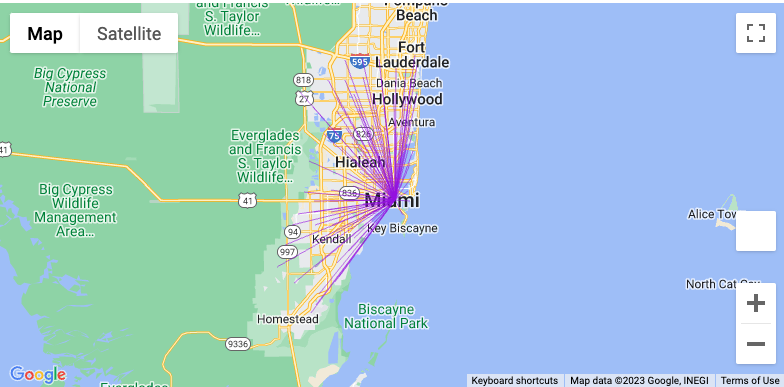 Map
Satellite
and Francis
S. Taylor
Wildlife...
Pompano
Beach
Fort
Lauderdale
595
818
27
Dania Beach
Hollywood
Big Cypress
National
Preserve
Aventura
75
826
Everglades
and Francis
S. Taylor
Wildlife...
41
Hialeah
Big Cypress
Wildlife
Management
Area...
41
836
Miami
Key Biscayne
Alice Tow
94
Kendall
997
North Cat Cay
Biscayne
National Park
Homestead
9336
Google
Everglades
Keyboard shortcuts
Map data ©2023 Google, INEGI
Terms of Use